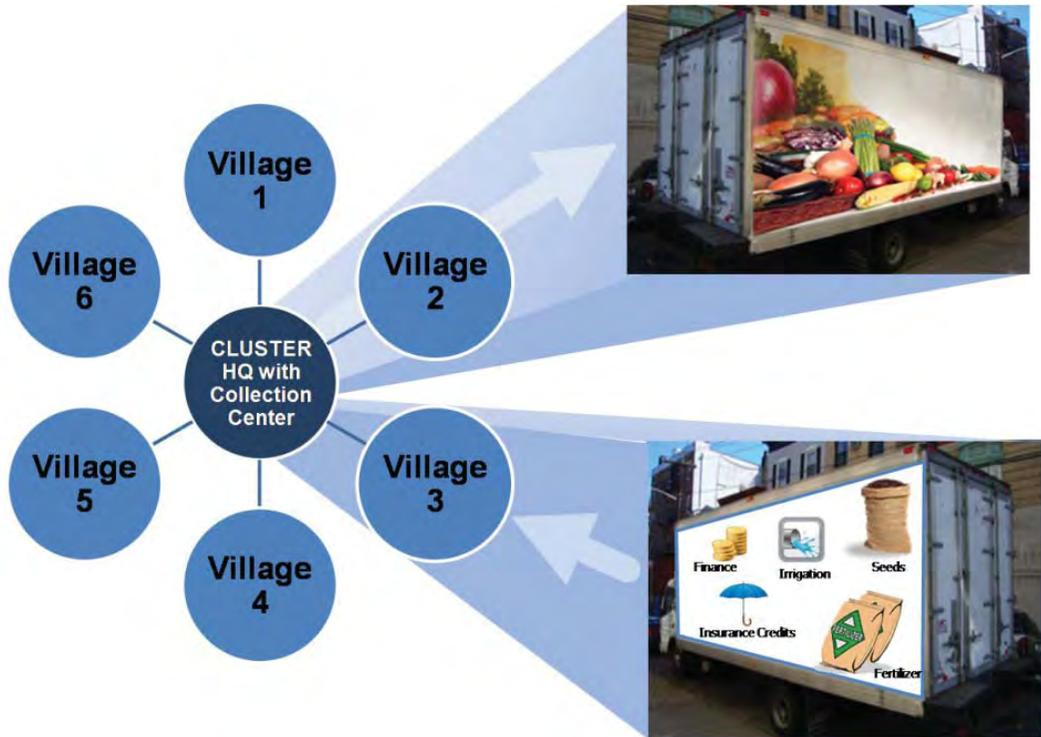 Village
1
Village
2
Village
3
Village
4
Village
5
Village
6
CLUSTER
HQ with
Collection
Center
Finance
Irrigation
Seeds
Insurance Credits
FERTILIZER
Fertilizer